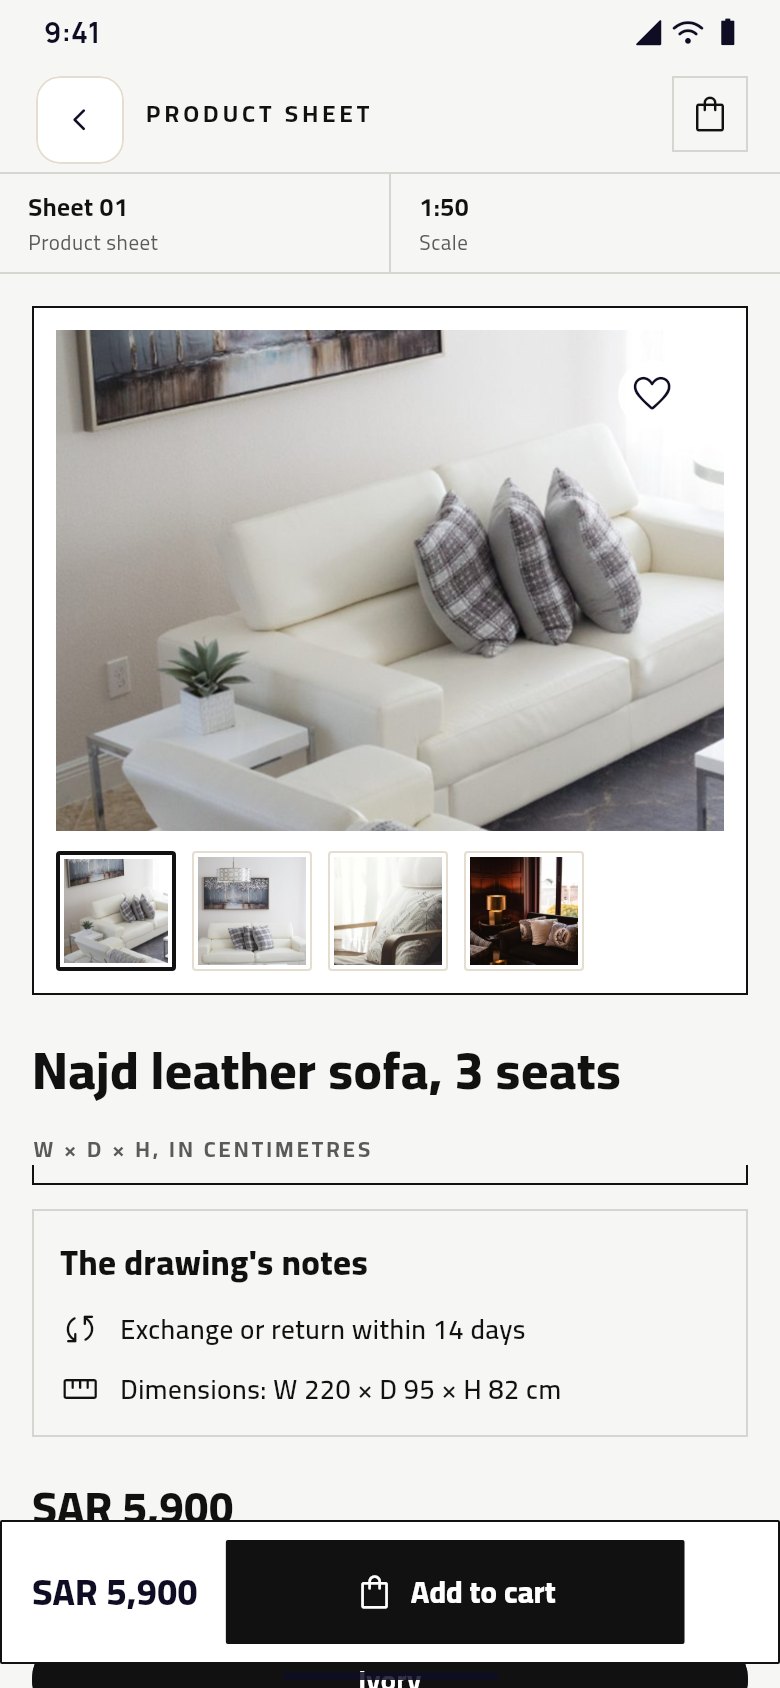 9:41
PRODUCT SHEET
Sheet 01
Product sheet
1:50
Scale
Najd leather sofa, 3 seats
W × D × H, IN CENTIMETRES
The drawing's notes
Exchange or return within 14 days
Dimensions: W 220 × D 95 × H 82 cm
SAR 5,900
SAR 5,900
Add to cart
Ivory